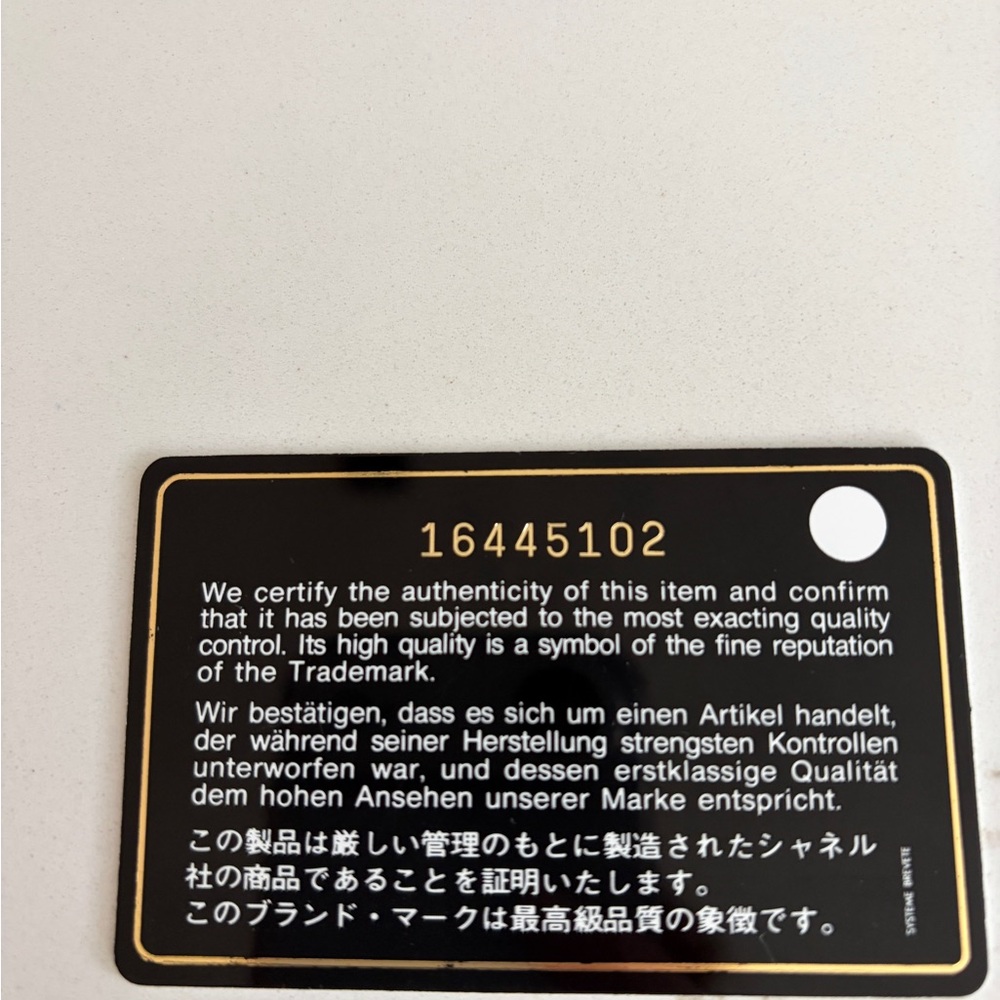 16445102
We certify the authenticity of this item and confirm
that it has been subjected to the most exacting quality
control. Its high quality is a symbol of the fine reputation
of the Trademark.
Wir bestätigen, dass es sich um einen Artikel handelt,
der während seiner Herstellung strengsten Kontrollen
unterworfen war, und dessen erstklassige Qualität
dem hohen Ansehen unserer Marke entspricht.
この製品は厳しい管理のもとに製造されたシャネル
社の商品であることを証明いたします。
このブランド・マークは最高級品質の象徴です。
SYSTEME BREVETE